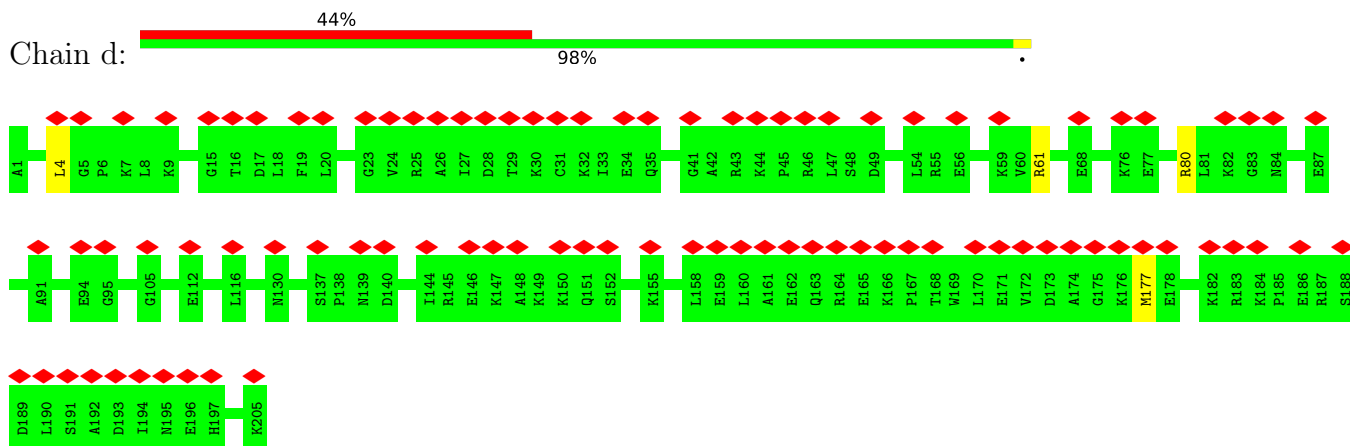 44%
Chain d:
98%
.
A1 L4 G5 P6 K7 L8 K9 G15 T16 D17 L18 F19 L20 G23 V24 R25 A26 I27 D28 T29 K30 C31 K32 I33 E34 Q35 G41 A42 R43 K44 P45 R46 L47 S48 D49 L54 R55 E56 K59 V60 R61 E68 K76 E77 R80 L81 K82 G83 N84 E87
A91 E94 G95 G105 E112 L116 N130 S137 P138 N139 D140 I144 R145 E146 K147 A148 K149 K150 Q151 S152 K155 L158 E159 L160 A161 E162 Q163 R164 E165 K166 P167 T168 W169 L170 E171 V172 D173 A174 G175 K176 M177 E178 K182 R183 K184 P185 E186 R187 S188
D189 L190 S191 A192 D193 I194 N195 E196 H197 K205